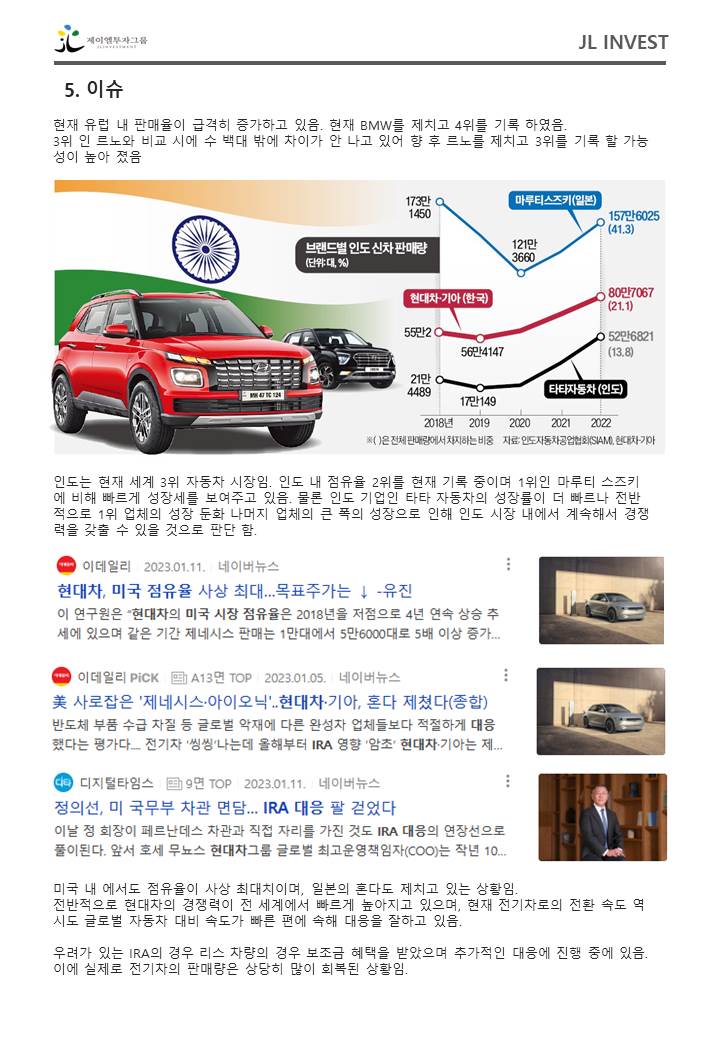 제이엘투자그룹
JL INVESTMENT
JL INVEST
5. 이슈
현재 유럽 내 판매율이 급격히 증가하고 있음. 현재 BMW를 제치고 4위를 기록 하였음.
3위 인 르노와 비교 시에 수 백대 밖에 차이가 안 나고 있어 향 후 르노를 제치고 3위를 기록 할 가능
성이 높아 졌음
브랜드별 인도 신차 판매량
(단위:대, %)
173만
1450
마루티스즈키(일본)
157만6025
(41.3)
121만
3660
현대차·기아 (한국)
80만7067
(21.1)
55만2
56만4147
52만6821
(13.8)
21만
4489
17만149
타타자동차 (인도)
2018년 2019 2020 2021 2022
※( )은 전체 판매량에서 차지하는 비중 자료: 인도자동차공업협회(SIAM), 현대차·기아
MK 47 TC 124
인도는 현재 세계 3위 자동차 시장임. 인도 내 점유율 2위를 현재 기록 중이며 1위인 마루티 스즈키
에 비해 빠르게 성장세를 보여주고 있음. 물론 인도 기업인 타타 자동차의 성장률이 더 빠르나 전반
적으로 1위 업체의 성장 둔화 나머지 업체의 큰 폭의 성장으로 인해 인도 시장 내에서 계속해서 경쟁
력을 갖출 수 있을 것으로 판단 함.
이데일리 2023.01.11. 네이버뉴스
현대차, 미국 점유율 사상 최대...목표주가는 ↓ -유진
이 연구원은 “현대차의 미국 시장 점유율은 2018년을 저점으로 4년 연속 상승 추
세에 있으며 같은 기간 제네시스 판매는 1만대에서 5만6000대로 5배 이상 증가...
이데일리 PiCK A13면 TOP 2023.01.05. 네이버뉴스
美 사로잡은 '제네시스·아이오닉'..현대차·기아, 혼다 제쳤다(종합)
반도체 부품 수급 차질 등 글로벌 악재에 다른 완성차 업체들보다 적절하게 대응
했다는 평가다.... 전기차 ‘씽씽’나는데 올해부터 IRA 영향 ‘암초’ 현대차·기아는 제...
디타 디지털타임스 9면 TOP 2023.01.11. 네이버뉴스
정의선, 미 국무부 차관 면담... IRA 대응 팔 걷었다
이날 정 회장이 페르난데스 차관과 직접 자리를 가진 것도 IRA 대응의 연장선으로
풀이된다. 앞서 호세 무뇨스 현대차그룹 글로벌 최고운영책임자(COO)는 작년 10...
미국 내 에서도 점유율이 사상 최대치이며, 일본의 혼다도 제치고 있는 상황임.
전반적으로 현대차의 경쟁력이 전 세계에서 빠르게 높아지고 있으며, 현재 전기차로의 전환 속도 역
시도 글로벌 자동차 대비 속도가 빠른 편에 속해 대응을 잘하고 있음.
우려가 있는 IRA의 경우 리스 차량의 경우 보조금 혜택을 받았으며 추가적인 대응에 진행 중에 있음.
이에 실제로 전기차의 판매량은 상당히 많이 회복된 상황임.